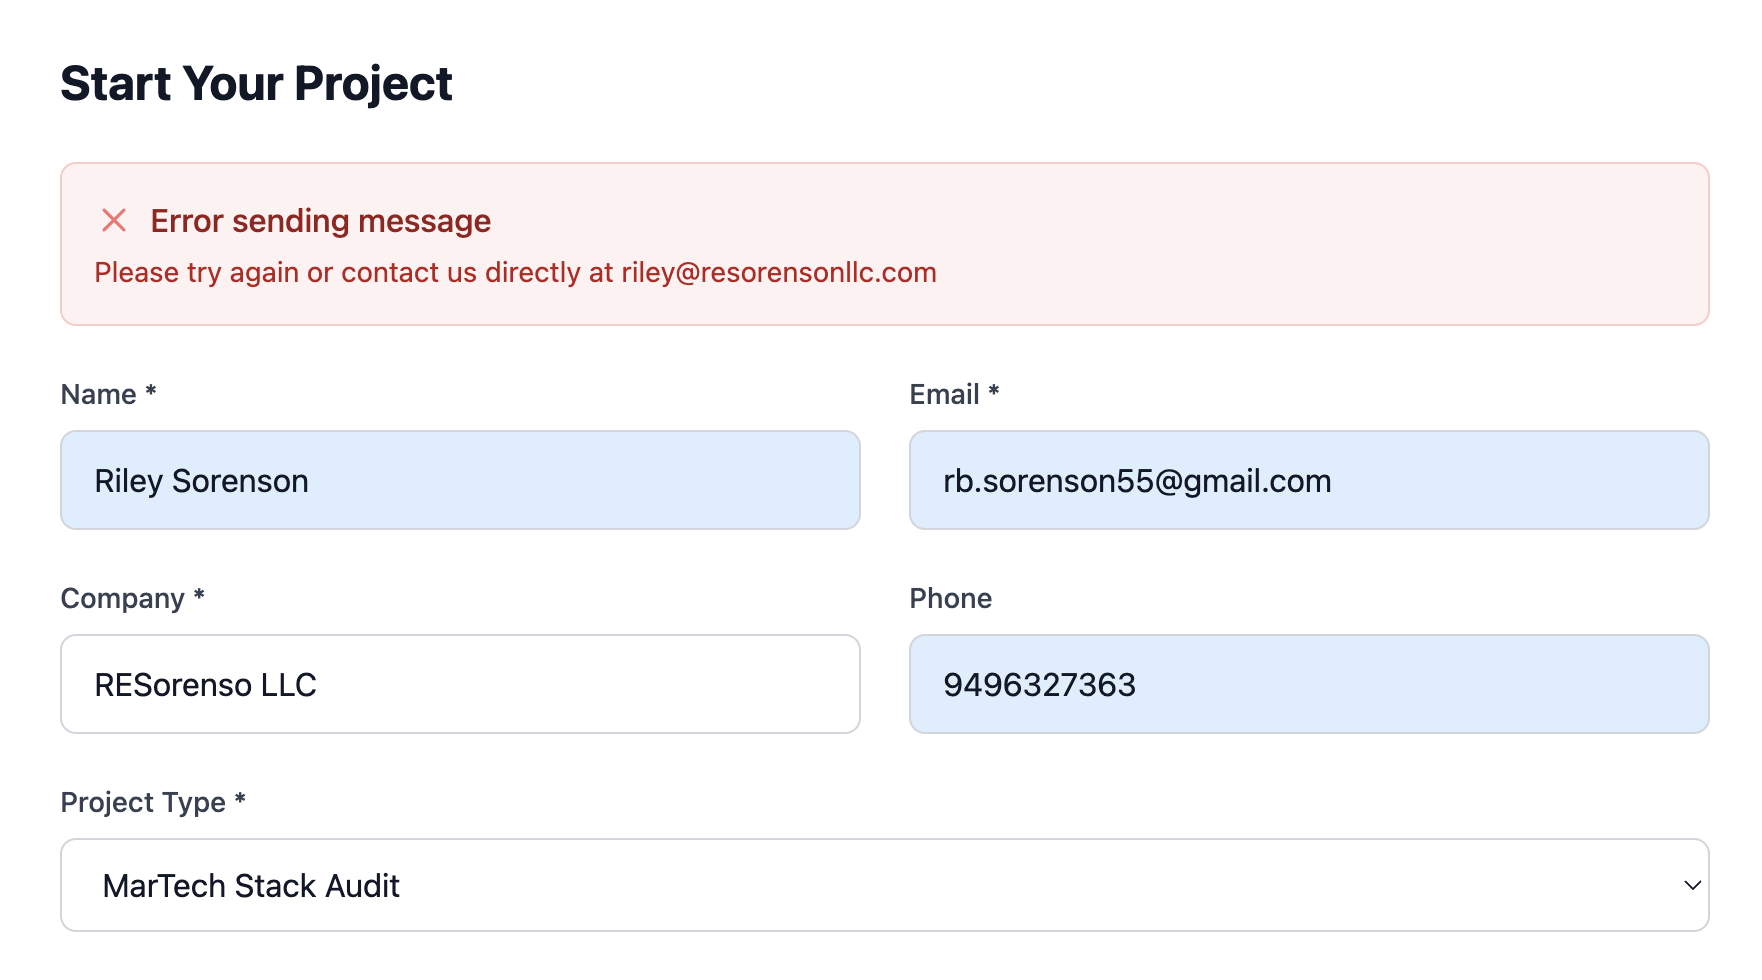 Start Your Project
Error sending message
Please try again or contact us directly at riley@resorensonllc.com
Name *
Email *
Riley Sorenson
rb.sorenson55@gmail.com
Company *
Phone
RESorenso LLC
9496327363
Project Type *
MarTech Stack Audit